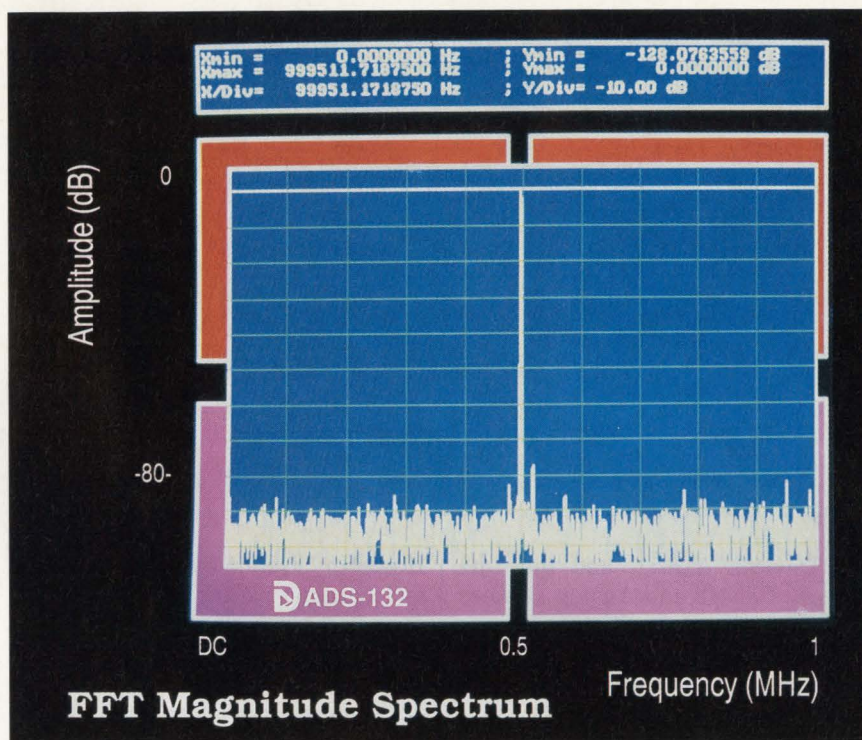 Xmin = 0.0000000 Hz ; Ymin = -128.0763559 dB
Xmax = 999511.7187500 Hz ; Ymax = 0.0000000 dB
X/Div= 99951.1718750 Hz ; Y/Div= -10.00 dB
Amplitude (dB)
0
-80-
ADS-132
DC
0.5
1
Frequency (MHz)
FFT Magnitude Spectrum